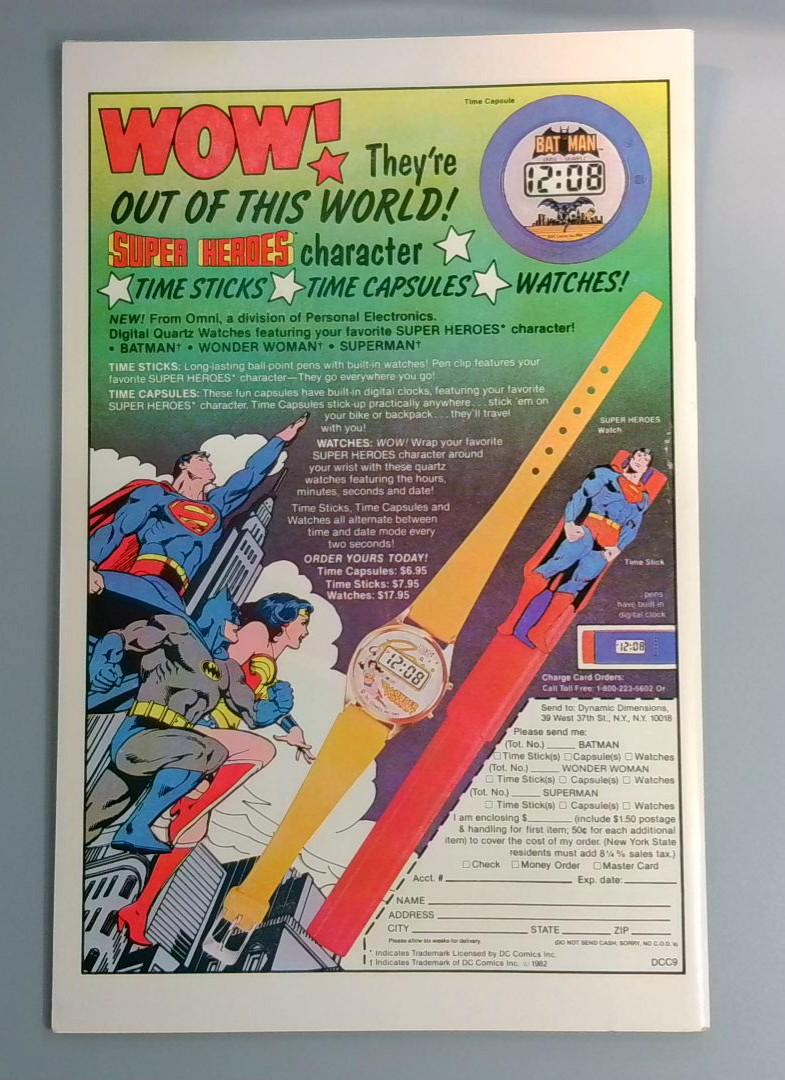 WOW!
They're
OUT OF THIS WORLD!
SUPER HEROES character
TIME STICKS TIME CAPSULES WATCHES!
Time Capsule
BATMAN
12:08
NEW! From Omni, a division of Personal Electronics.
Digital Quartz Watches featuring your favorite SUPER HEROES* character!
• BATMAN† • WONDER WOMAN† • SUPERMAN†
TIME STICKS: Long-lasting ball-point pens with built-in watches! Pen clip features your
favorite SUPER HEROES* character—They go everywhere you go!
TIME CAPSULES: These fun capsules have built-in digital clocks, featuring your favorite
SUPER HEROES* character. Time Capsules stick-up practically anywhere...stick 'em on
your bike or backpack...they'll travel
with you!
WATCHES: WOW! Wrap your favorite
SUPER HEROES character around
your wrist with these quartz
watches featuring the hours,
minutes, seconds and date!
Time Sticks, Time Capsules and
Watches all alternate between
time and date mode every
two seconds!
ORDER YOURS TODAY!
Time Capsules: $6.95
Time Sticks: $7.95
Watches: $17.95
SUPER HEROES
Watch
Time Stick
pens
have built-in
digital clock
12:08
12:08
WONDER
WOMAN
Charge Card Orders:
Call Toll Free: 1-800-223-5602 Or
Send to: Dynamic Dimensions,
39 West 37th St., N.Y., N.Y. 10018
Please send me:
(Tot. No.) ____ BATMAN
☐ Time Stick(s) ☐ Capsule(s) ☐ Watches
(Tot. No.) ____ WONDER WOMAN
☐ Time Stick(s) ☐ Capsule(s) ☐ Watches
(Tot. No.) ____ SUPERMAN
☐ Time Stick(s) ☐ Capsule(s) ☐ Watches
I am enclosing $____ (include $1.50 postage
& handling for first item; 50¢ for each additional
item) to cover the cost of my order. (New York State
residents must add 8¼% sales tax.)
☐ Check ☐ Money Order ☐ Master Card
Acct. # ____ Exp. date: ____
NAME ____
ADDRESS ____
CITY ____ STATE ____ ZIP ____
Please allow six weeks for delivery. (DO NOT SEND CASH, SORRY, NO C.O.D.'s)
* Indicates Trademark Licensed by DC Comics Inc.
† Indicates Trademark of DC Comics Inc. © 1982
DCC9